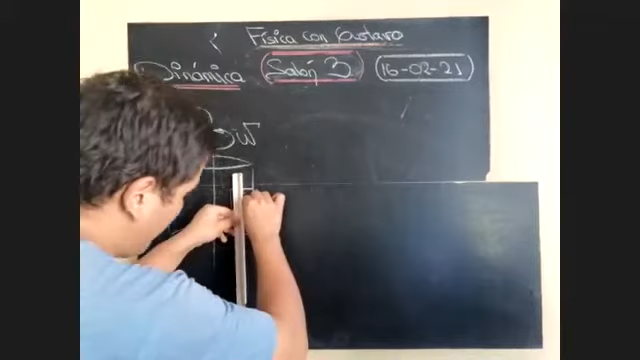 Física con Gustavo
Dinámica (Salón 3) (16-02-21)
W